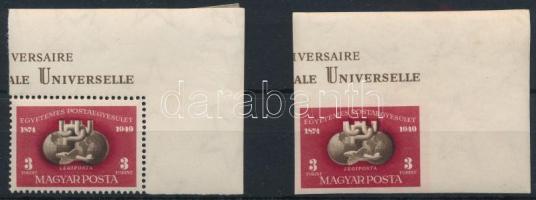 IVERSAIRE
ALE UNIVERSELLE
EGYETEMES POSTAEGYESÜLET
1874 1949
3 3
FORINT FORINT
LÉGIPOSTA
MAGYAR POSTA
IVERSAIRE
ALE UNIVERSELLE
EGYETEMES POSTAEGYESÜLET
1874 1949
3 3
FORINT FORINT
LÉGIPOSTA
MAGYAR POSTA
darabanth